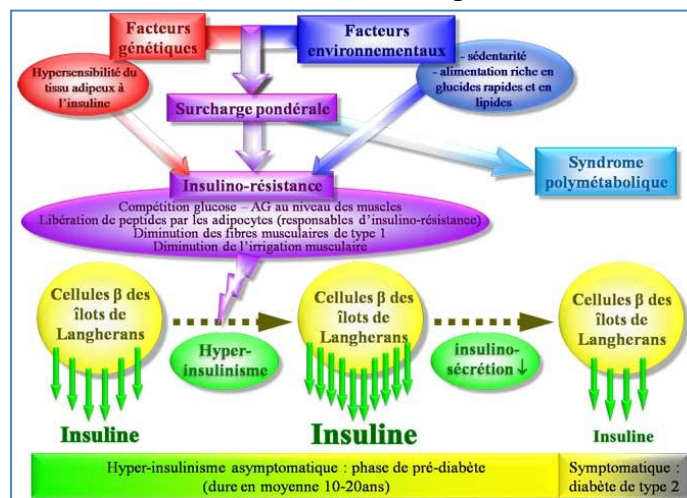 Facteurs
génétiques
Facteurs
environnementaux
Hypersensibilité du
tissu adipeux à
l'insuline
- sédentarité
- alimentation riche en
glucides rapides et en
lipides
Surcharge pondérale
Syndrome
polymétabolique
Insulino-résistance
Compétition glucose – AG au niveau des muscles
Libération de peptides par les adipocytes (responsables d'insulino-résistance)
Diminution des fibres musculaires de type 1
Diminution de l'irrigation musculaire
Cellules β des
îlots de
Langherans
Hyper-
insulinisme
Cellules β des
îlots de
Langherans
insulino-
sécrétion ↓
Cellules β des
îlots de
Langherans
Insuline
Insuline
Insuline
Hyper-insulinisme asymptomatique : phase de pré-diabète
(dure en moyenne 10-20ans)
Symptomatique :
diabète de type 2